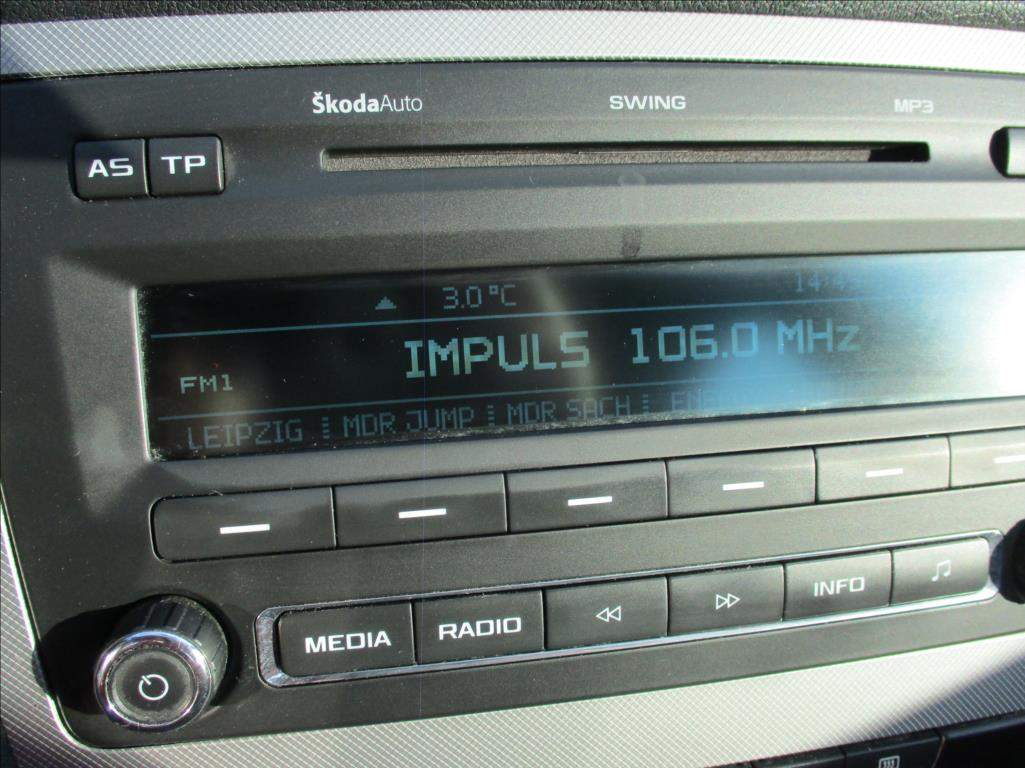 ŠkodaAuto SWING MP3
AS TP
3.0°C
IMPULS 106.0 MHz
FM1
LEIPZIG MDR JUMP MDR SACH
MEDIA RADIO INFO